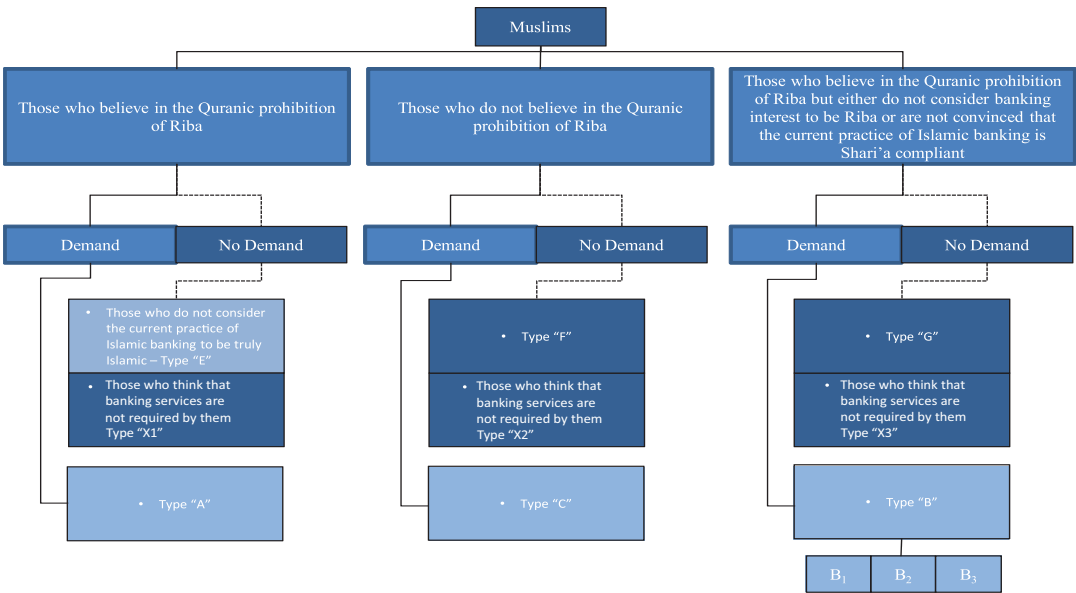 Muslims
Those who believe in the Quranic prohibition
of Riba
Those who do not believe in the Quranic
prohibition of Riba
Those who believe in the Quranic prohibition
of Riba but either do not consider banking
interest to be Riba or are not convinced that
the current practice of Islamic banking is
Shari’a compliant
Demand
No Demand
Demand
No Demand
Demand
No Demand
• Those who do not consider
the current practice of
Islamic banking to be truly
Islamic – Type “E”
• Those who think that
banking services are
not required by them
Type “X1”
• Type “A”
• Type “F”
• Those who think that
banking services are
not required by them
Type “X2”
• Type “C”
• Type “G”
• Those who think that
banking services are
not required by them
Type “X3”
• Type “B”
B₁
B₂
B₃